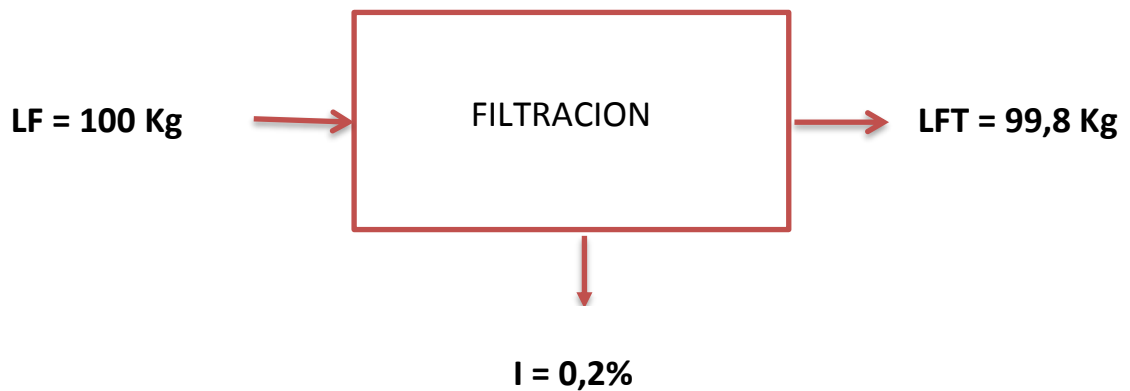 LF = 100 Kg
FILTRACION
LFT = 99,8 Kg
I = 0,2%